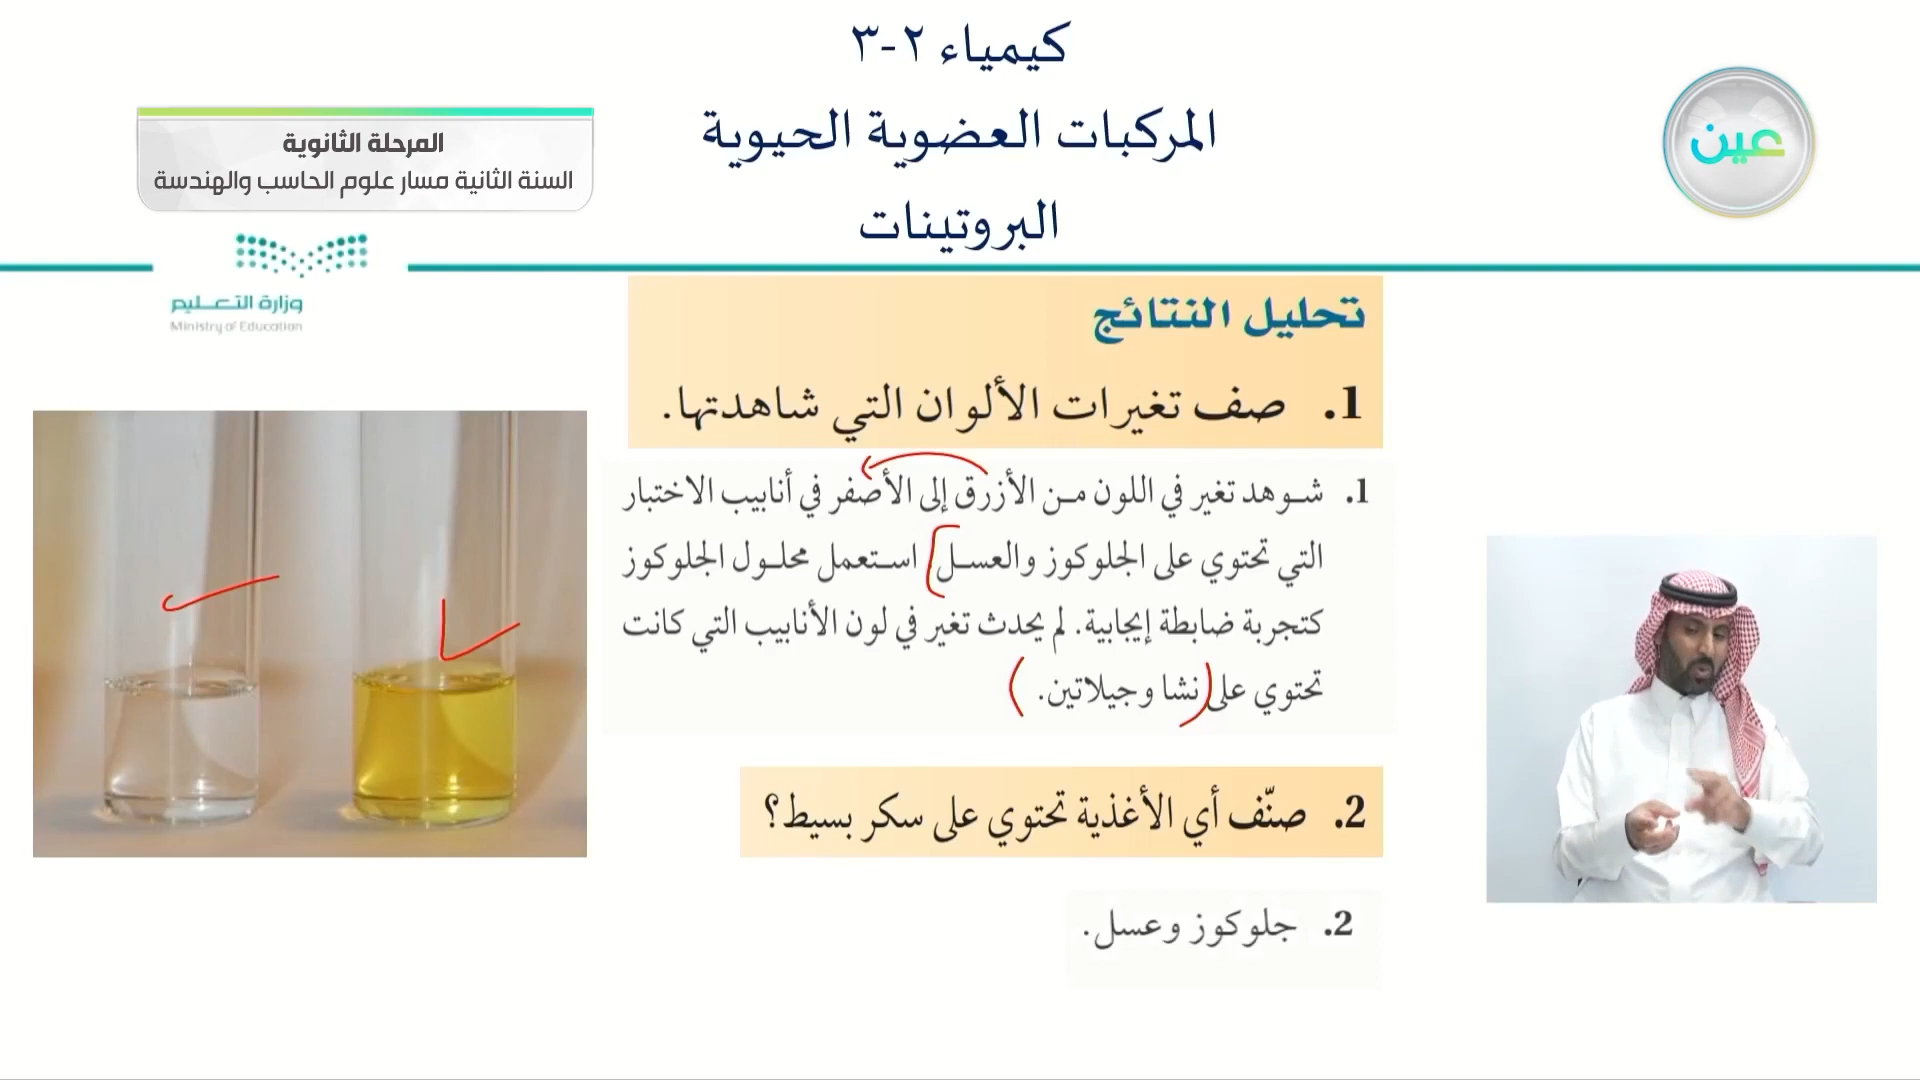 كيمياء ٢-٣
المركبات العضوية الحيوية
البروتينات
المرحلة الثانوية
السنة الثانية مسار علوم الحاسب والهندسة
عين
وزارة التعليم
Ministry of Education
تحليل النتائج
1. صف تغيرات الألوان التي شاهدتها.
1. شوهد تغير في اللون من الأزرق إلى الأصفر في أنابيب الاختبار
التي تحتوي على الجلوكوز والعسل استعمل محلول الجلوكوز
كتجربة ضابطة إيجابية. لم يحدث تغير في لون الأنابيب التي كانت
تحتوي على نشا وجيلاتين.
2. صنّف أي الأغذية تحتوي على سكر بسيط؟
2. جلوكوز وعسل.